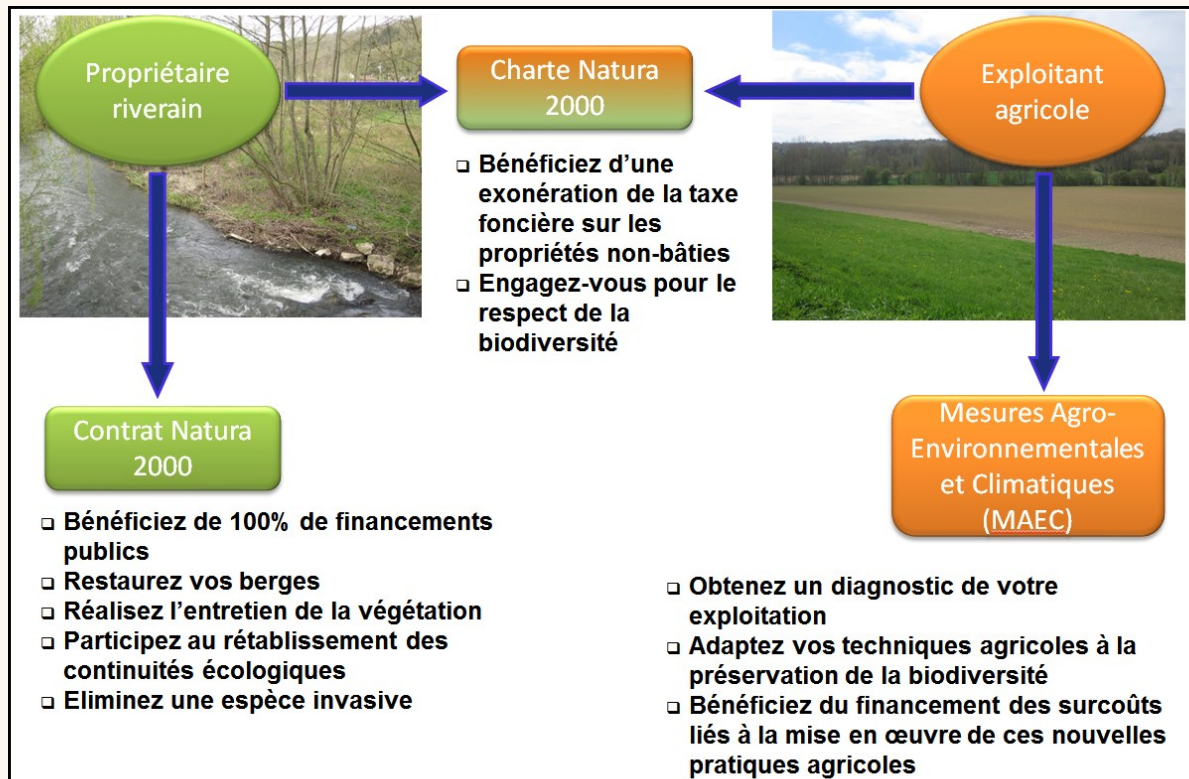 Propriétaire
riverain
Charte Natura
2000
Exploitant
agricole
❑ Bénéficiez d’une
exonération de la taxe
foncière sur les
propriétés non-bâties
❑ Engagez-vous pour le
respect de la
biodiversité
Contrat Natura
2000
❑ Bénéficiez de 100% de financements
publics
❑ Restaurez vos berges
❑ Réalisez l’entretien de la végétation
❑ Participez au rétablissement des
continuités écologiques
❑ Eliminez une espèce invasive
Mesures Agro-
Environnementales
et Climatiques
(MAEC)
❑ Obtenez un diagnostic de votre
exploitation
❑ Adaptez vos techniques agricoles à la
préservation de la biodiversité
❑ Bénéficiez du financement des surcoûts
liés à la mise en œuvre de ces nouvelles
pratiques agricoles